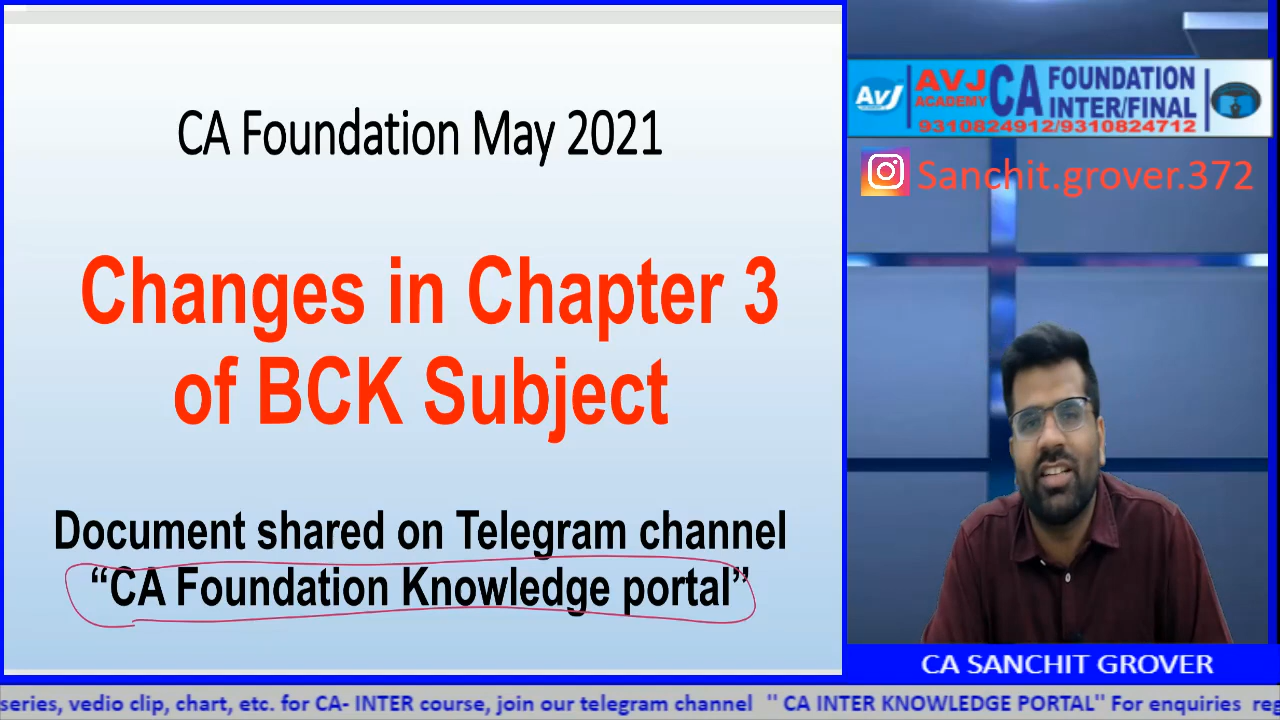 CA Foundation May 2021
Changes in Chapter 3
of BCK Subject
Document shared on Telegram channel
“CA Foundation Knowledge portal”
AVJ
AVJ ACADEMY
CA
FOUNDATION
INTER/FINAL
9310824912/9310824712
Sanchit.grover.372
CA SANCHIT GROVER
series, vedio clip, chart, etc. for CA- INTER course, join our telegram channel " CA INTER KNOWLEDGE PORTAL" For enquiries reg